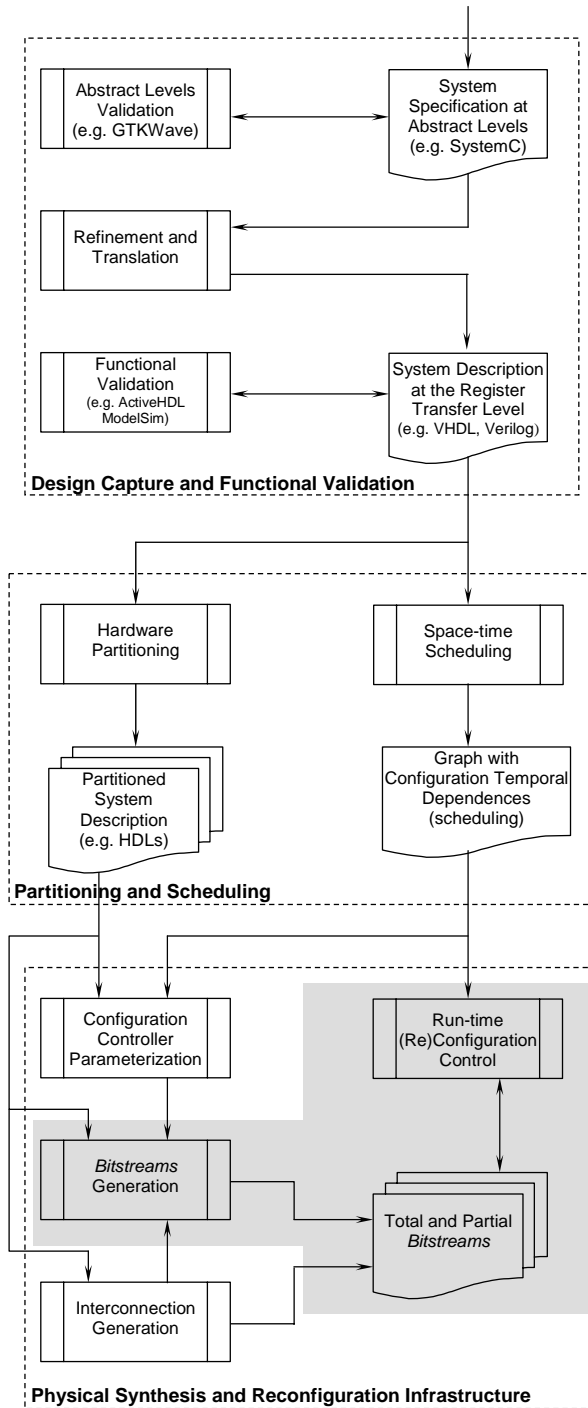 Abstract Levels
Validation
(e.g. GTKWave)
System
Specification at
Abstract Levels
(e.g. SystemC)
Refinement and
Translation
Functional
Validation
(e.g. ActiveHDL
ModelSim)
System Description
at the Register
Transfer Level
(e.g. VHDL, Verilog)
Design Capture and Functional Validation
Hardware
Partitioning
Space-time
Scheduling
Partitioned
System
Description
(e.g. HDLs)
Graph with
Configuration Temporal
Dependences
(scheduling)
Partitioning and Scheduling
Configuration
Controller
Parameterization
Run-time
(Re)Configuration
Control
Bitstreams
Generation
Total and Partial
Bitstreams
Interconnection
Generation
Physical Synthesis and Reconfiguration Infrastructure